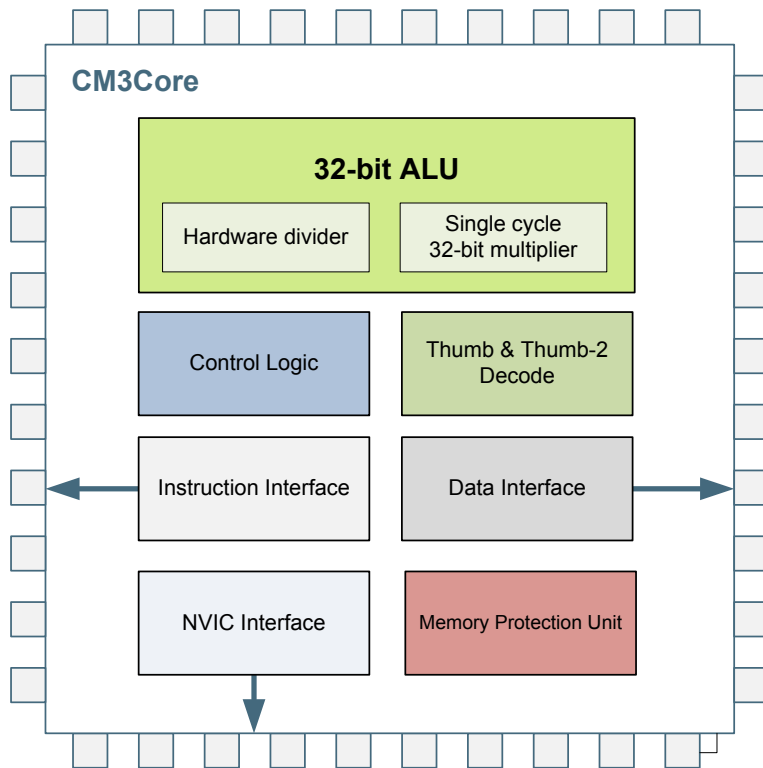 CM3Core
32-bit ALU
Hardware divider
Single cycle
32-bit multiplier
Control Logic
Thumb & Thumb-2
Decode
Instruction Interface
Data Interface
NVIC Interface
Memory Protection Unit